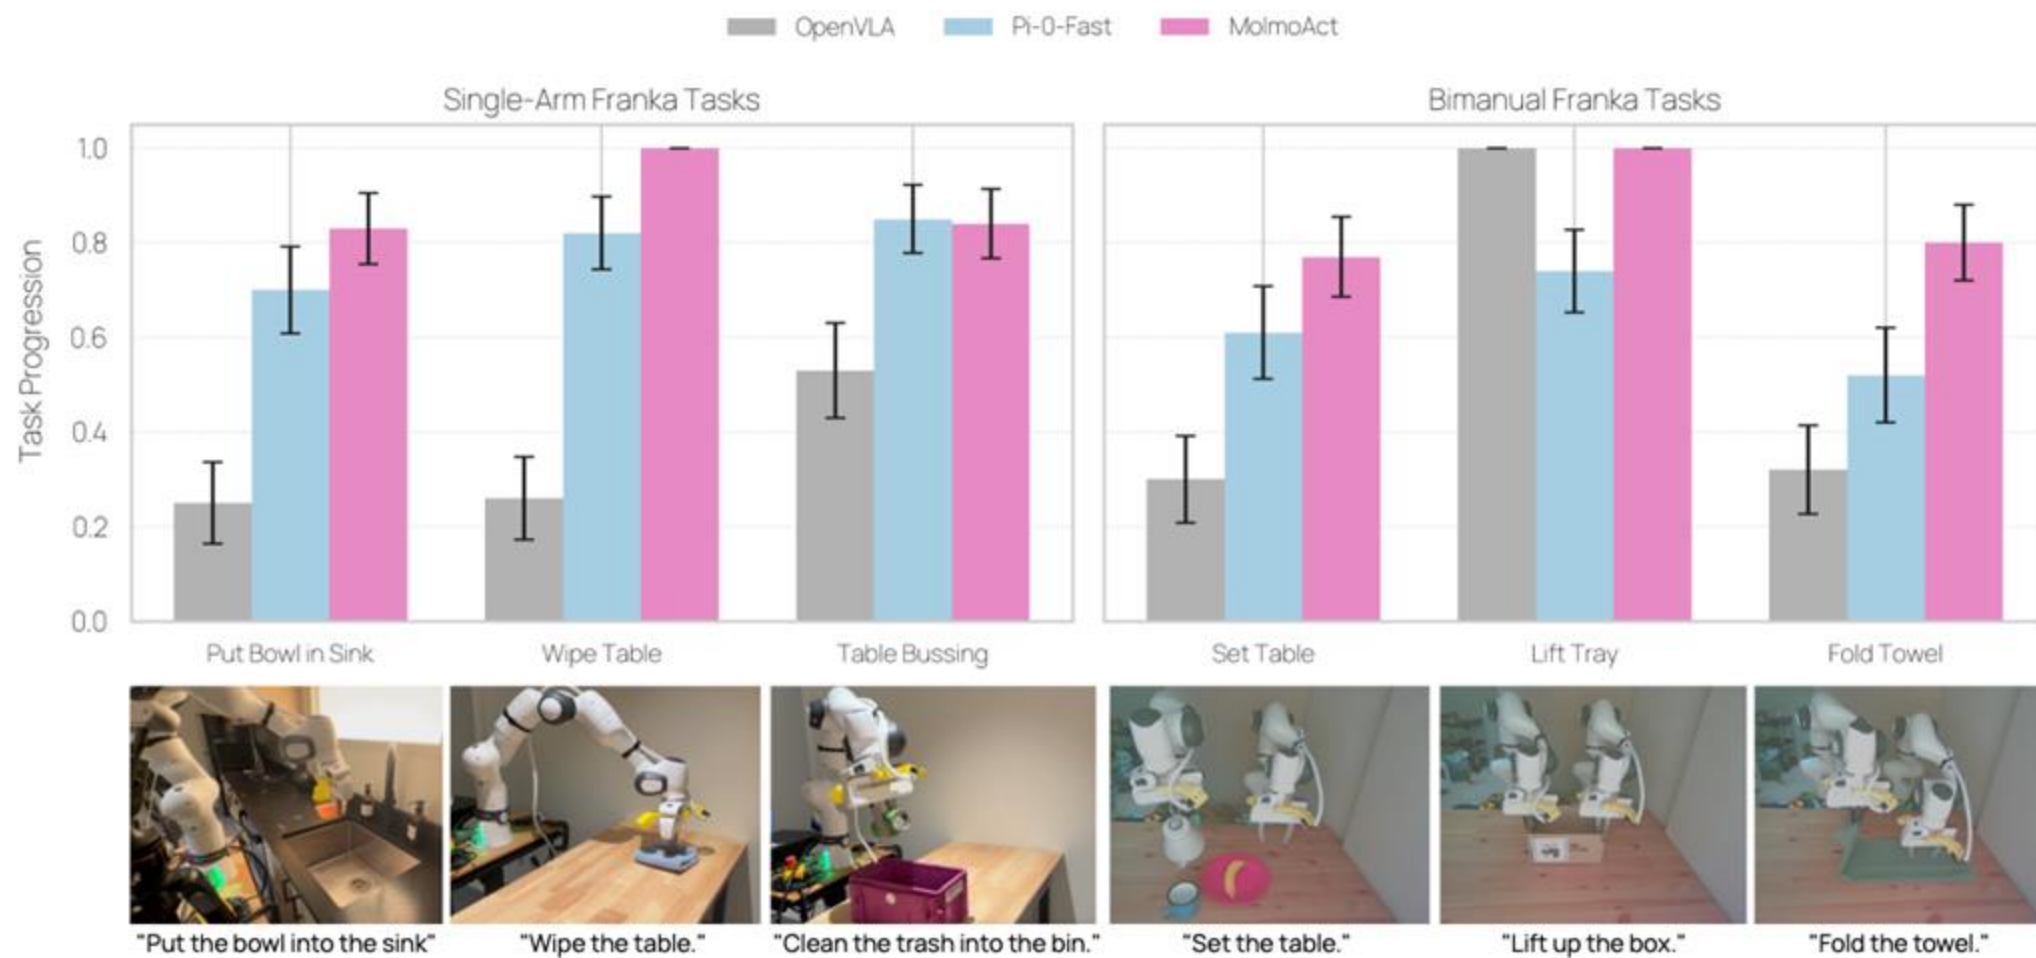 OpenVLA Pi-0-Fast MolmoAct
Single-Arm Franka Tasks
Bimanual Franka Tasks
Task Progression
1.0
0.8
0.6
0.4
0.2
0.0
Put Bowl in Sink
Wipe Table
Table Bussing
Set Table
Lift Tray
Fold Towel
"Put the bowl into the sink"
"Wipe the table."
"Clean the trash into the bin."
"Set the table."
"Lift up the box."
"Fold the towel."